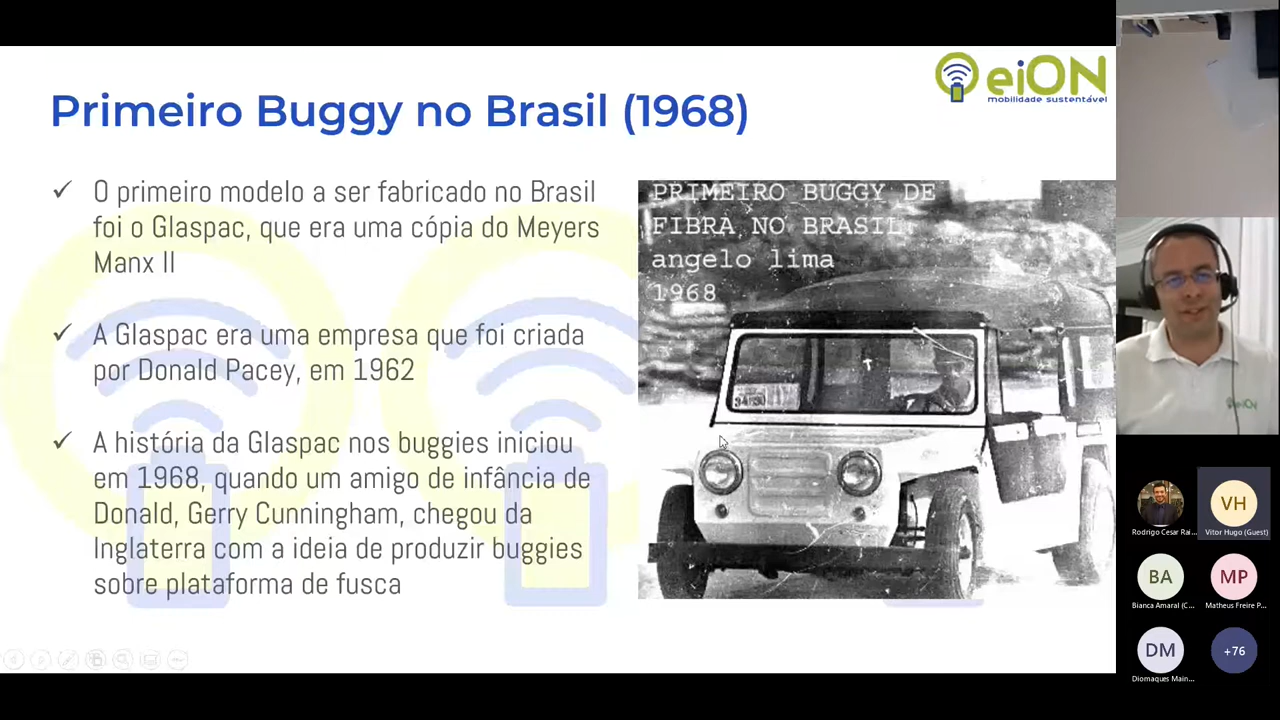 eiON
mobilidade sustentável
Primeiro Buggy no Brasil (1968)
O primeiro modelo a ser fabricado no Brasil
foi o Glaspac, que era uma cópia do Meyers
Manx II
A Glaspac era uma empresa que foi criada
por Donald Pacey, em 1962
A história da Glaspac nos buggies iniciou
em 1968, quando um amigo de infância de
Donald, Gerry Cunningham, chegou da
Inglaterra com a ideia de produzir buggies
sobre plataforma de fusca
PRIMEIRO BUGGY DE
FIBRA NO BRASIL
angelo lima
1968
eiON
Rodrigo Cesar Rai...
VH
Vitor Hugo (Guest)
BA
Bianca Amaral (C...
MP
Matheus Freire P...
DM
Diomaques Main...
+76